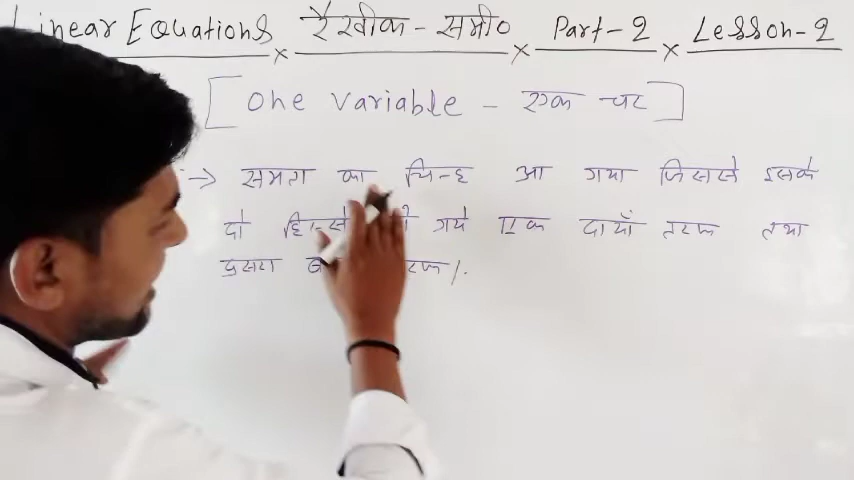 Linear Equations × रैखीक - समी० × Part-2 × Lesson-2
[One variable - एक चर]
→ समता का चिन्ह आ गया जिससे इसके
दो हिस्से गये एक दायाँ तरफ तथा
दुसरा तरफ /.